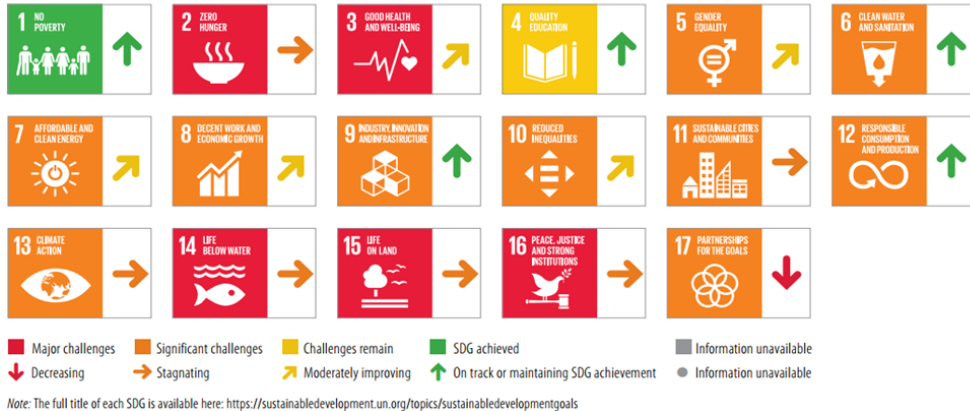 1 NO POVERTY
2 ZERO HUNGER
3 GOOD HEALTH AND WELL-BEING
4 QUALITY EDUCATION
5 GENDER EQUALITY
6 CLEAN WATER AND SANITATION
7 AFFORDABLE AND CLEAN ENERGY
8 DECENT WORK AND ECONOMIC GROWTH
9 INDUSTRY, INNOVATION AND INFRASTRUCTURE
10 REDUCED INEQUALITIES
11 SUSTAINABLE CITIES AND COMMUNITIES
12 RESPONSIBLE CONSUMPTION AND PRODUCTION
13 CLIMATE ACTION
14 LIFE BELOW WATER
15 LIFE ON LAND
16 PEACE, JUSTICE AND STRONG INSTITUTIONS
17 PARTNERSHIPS FOR THE GOALS
Major challenges Significant challenges Challenges remain SDG achieved Information unavailable
Decreasing Stagnating Moderately improving On track or maintaining SDG achievement Information unavailable
Note: The full title of each SDG is available here: https://sustainabledevelopment.un.org/topics/sustainabledevelopmentgoals